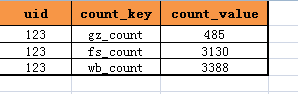 uid count_key count_value
123 gz_count 485
123 fs_count 3130
123 wb_count 3388